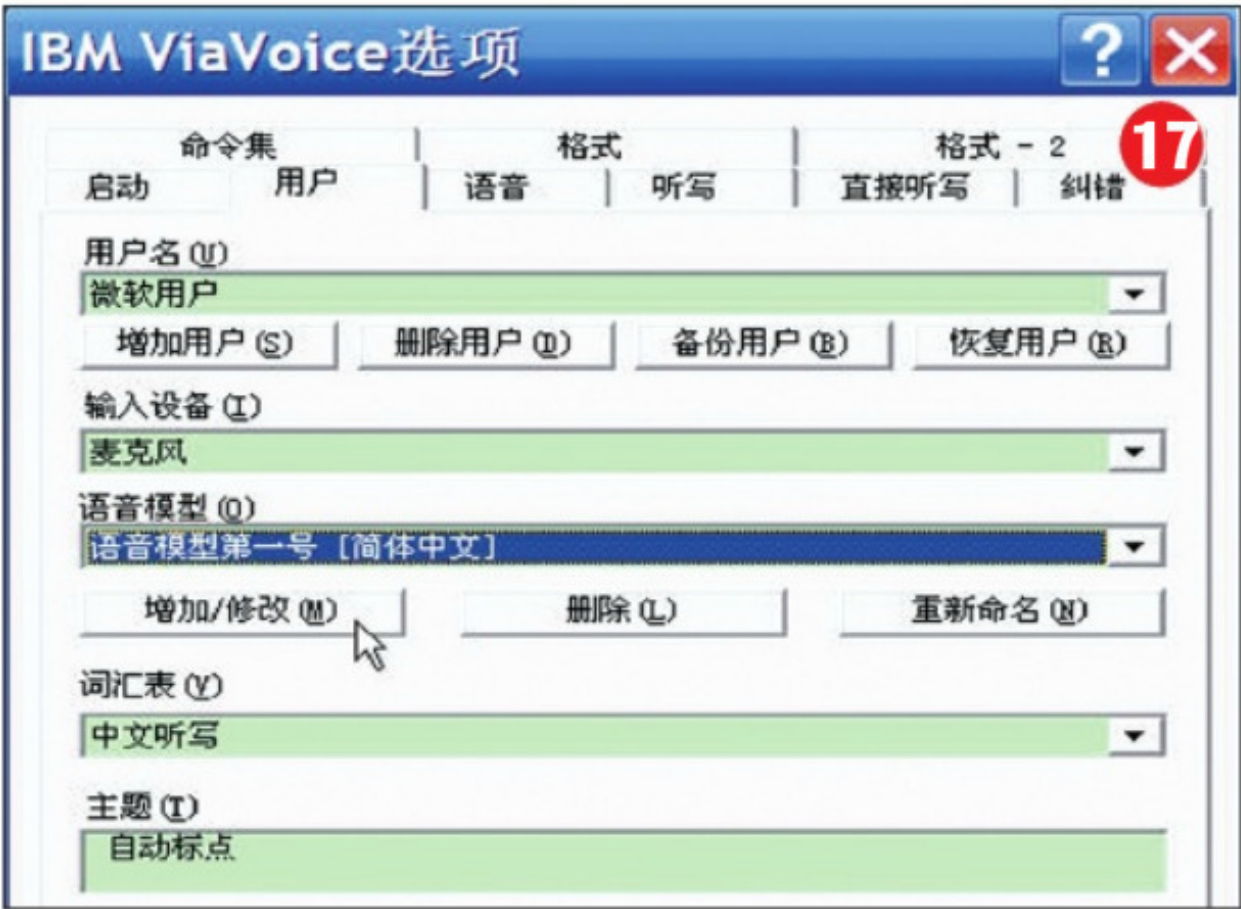 IBM ViaVoice选项
?
17
命令集 格式 格式 - 2
启动 用户 语音 听写 直接听写 纠错
用户名(U)
微软用户
增加用户(S) 删除用户(D) 备份用户(B) 恢复用户(R)
输入设备(I)
麦克风
语音模型(O)
语音模型第一号 [简体中文]
增加/修改(M) 删除(L) 重新命名(N)
词汇表(V)
中文听写
主题(T)
自动标点